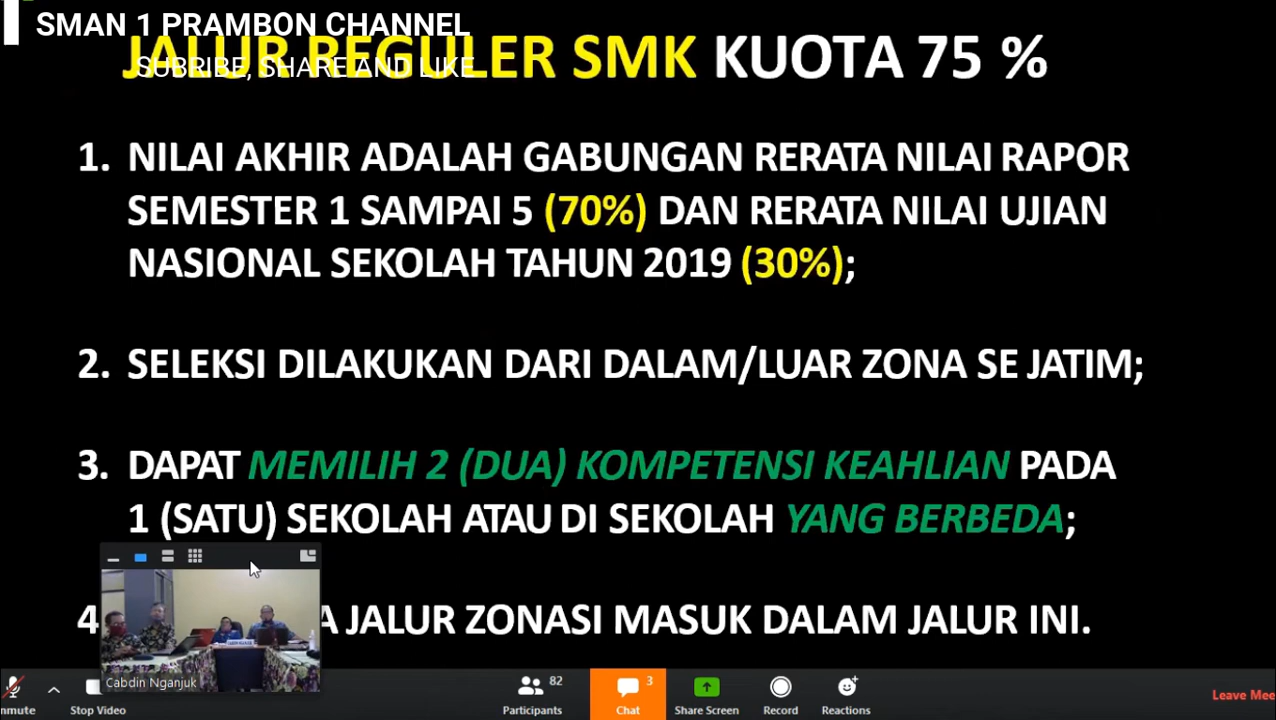 SMAN 1 PRAMBON CHANNEL
JALUR REGULER SMK KUOTA 75 %
SUBRIBE, SHARE AND LIKE
1. NILAI AKHIR ADALAH GABUNGAN RERATA NILAI RAPOR
SEMESTER 1 SAMPAI 5 (70%) DAN RERATA NILAI UJIAN
NASIONAL SEKOLAH TAHUN 2019 (30%);
2. SELEKSI DILAKUKAN DARI DALAM/LUAR ZONA SE JATIM;
3. DAPAT MEMILIH 2 (DUA) KOMPETENSI KEAHLIAN PADA
1 (SATU) SEKOLAH ATAU DI SEKOLAH YANG BERBEDA;
4 A JALUR ZONASI MASUK DALAM JALUR INI.
Cabdin Nganjuk
82
3
nmute
Stop Video
Participants
Chat
Share Screen
Record
Reactions
Leave Mee